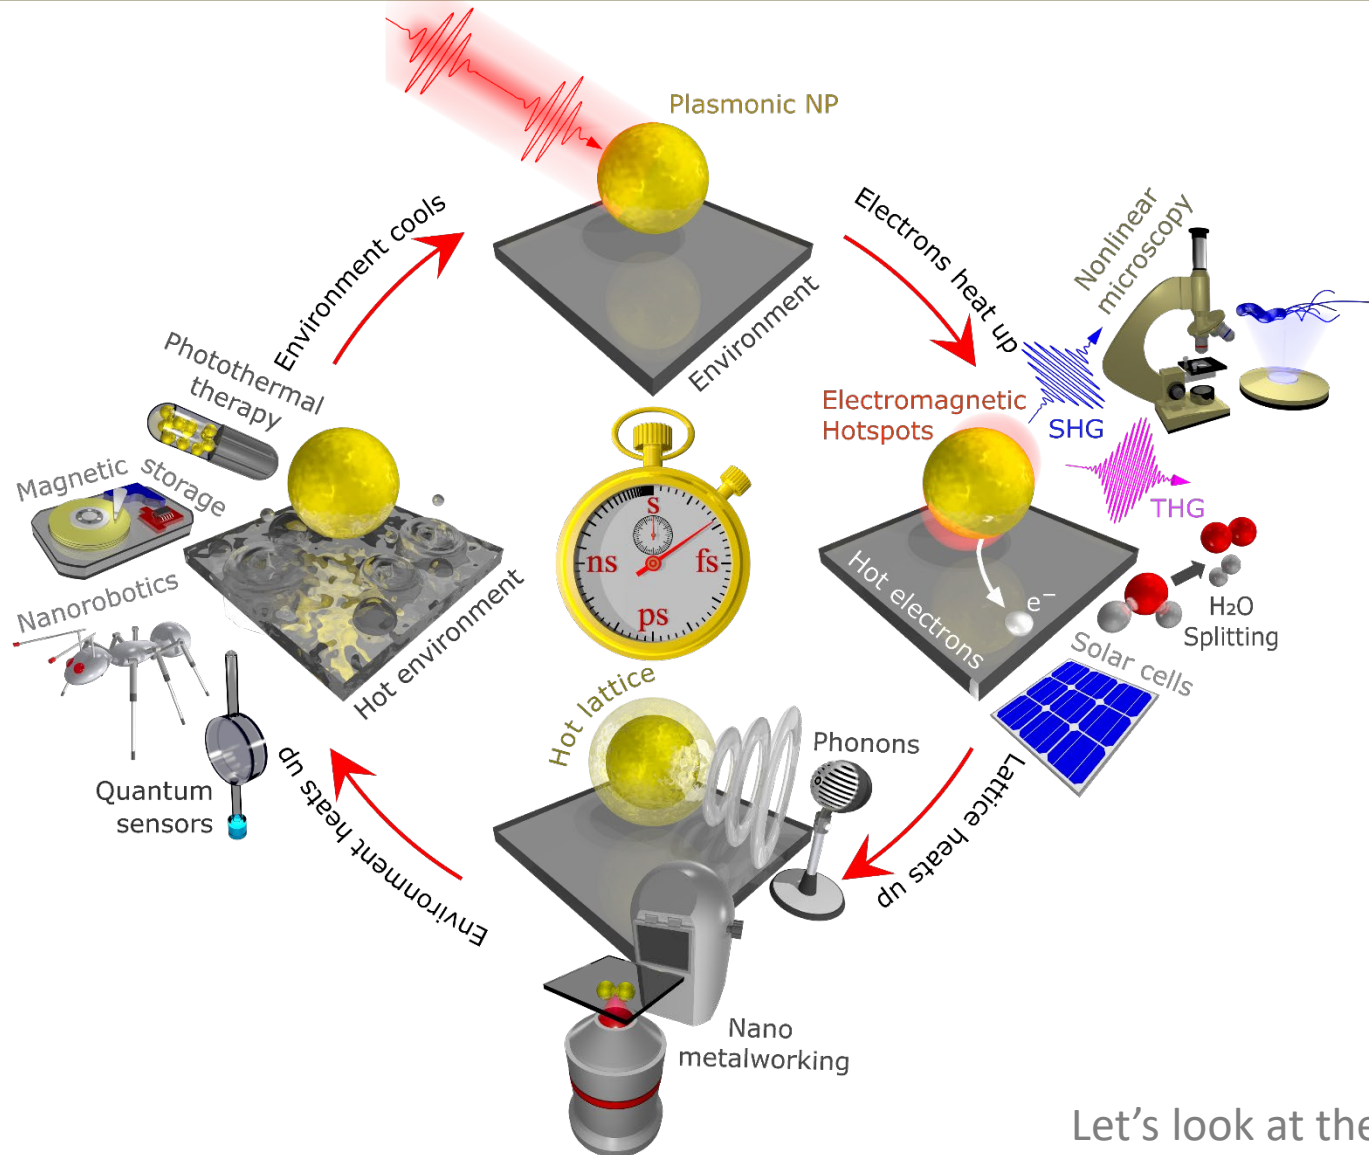 Plasmonic NP
Environment
Electrons heat up
Nonlinear
microscopy
Electromagnetic
Hotspots
SHG
THG
Hot electrons
e⁻
H₂O
Splitting
Solar cells
Lattice heats up
Phonons
Hot lattice
Nano
metalworking
Environment heats up
Hot environment
Quantum
sensors
Nanorobotics
Magnetic storage
Photothermal
therapy
Environment cools
s
fs
ps
ns
Let's look at the